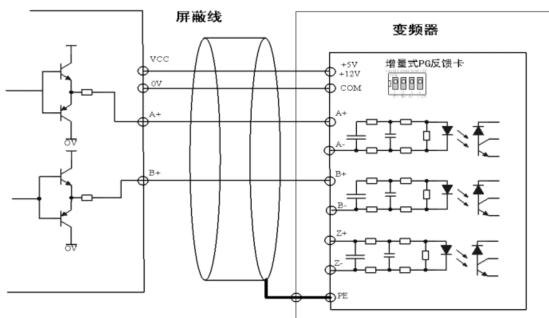 屏蔽线
变频器
VCC
0V
A+
B+
0V
0V
+5V
+12V
COM
增量式PG反馈卡
A+
A-
B+
B-
Z+
Z-
PE